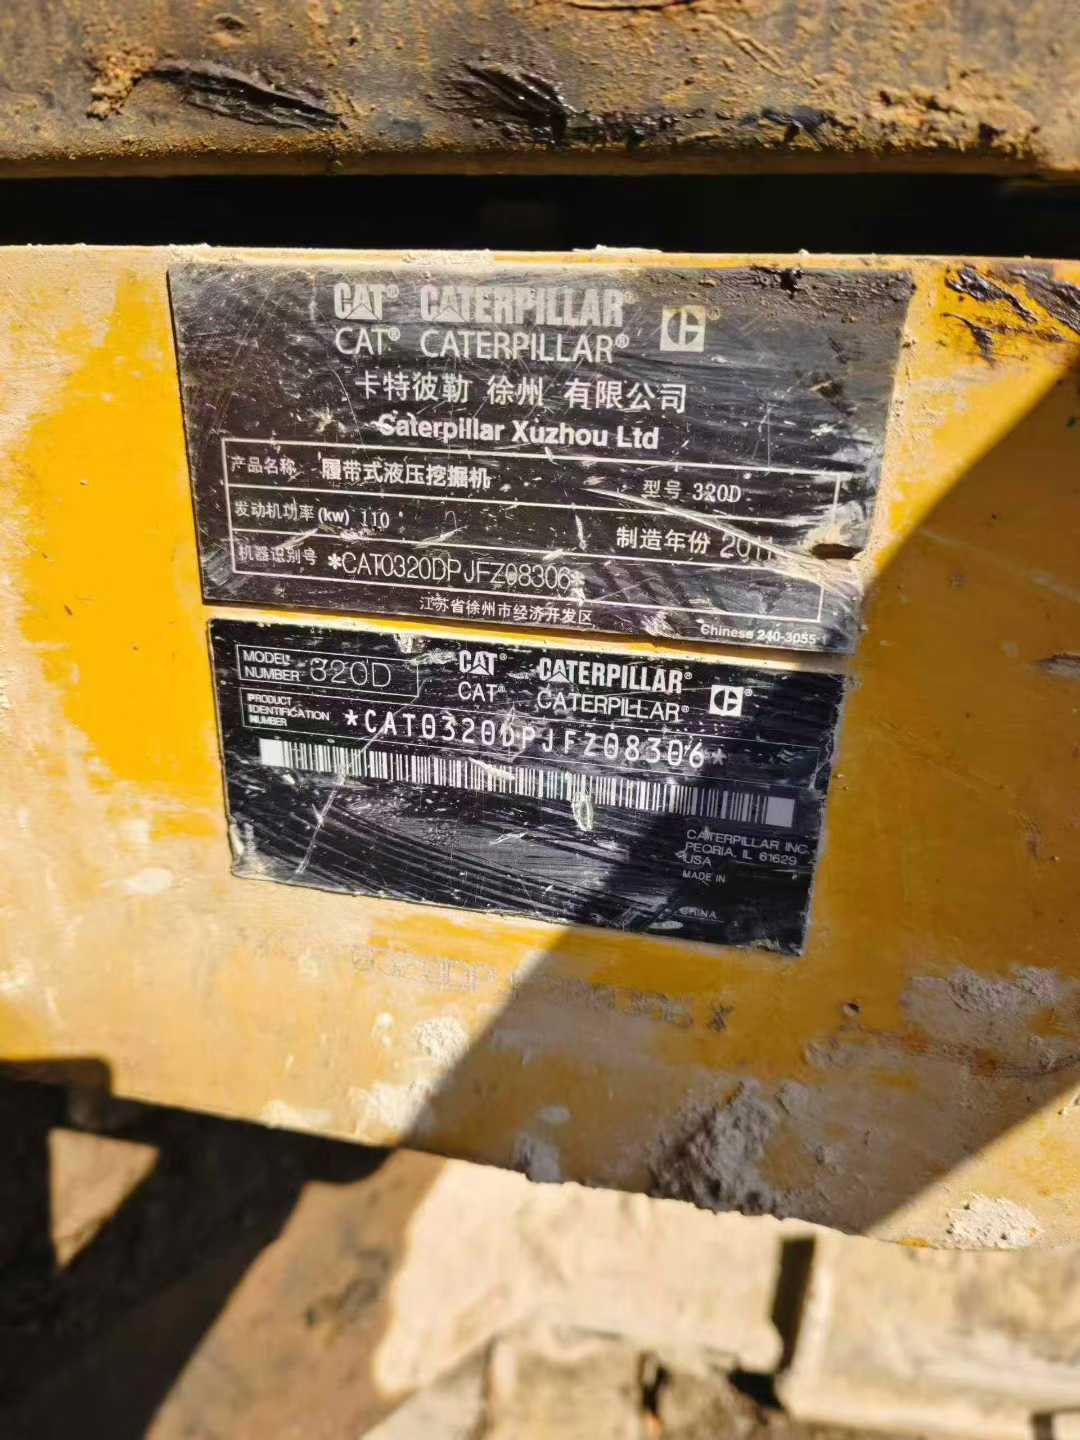 CAT® CATERPILLAR®
CAT® CATERPILLAR®
卡特彼勒 徐州 有限公司
Caterpillar Xuzhou Ltd
产品名称 履带式液压挖掘机 型号 320D
发动机功率(kw) 110 制造年份 2011
机器识别号 *CAT0320DPJFZ08306*
江苏省徐州市经济开发区
Chinese 240-3055
MODEL NUMBER 320D
CAT® CATERPILLAR®
CAT® CATERPILLAR®
PRODUCT IDENTIFICATION NUMBER *CAT0320DPJFZ08306*
CATERPILLAR INC.
PEORIA, IL 61629
USA
MADE IN
CHINA